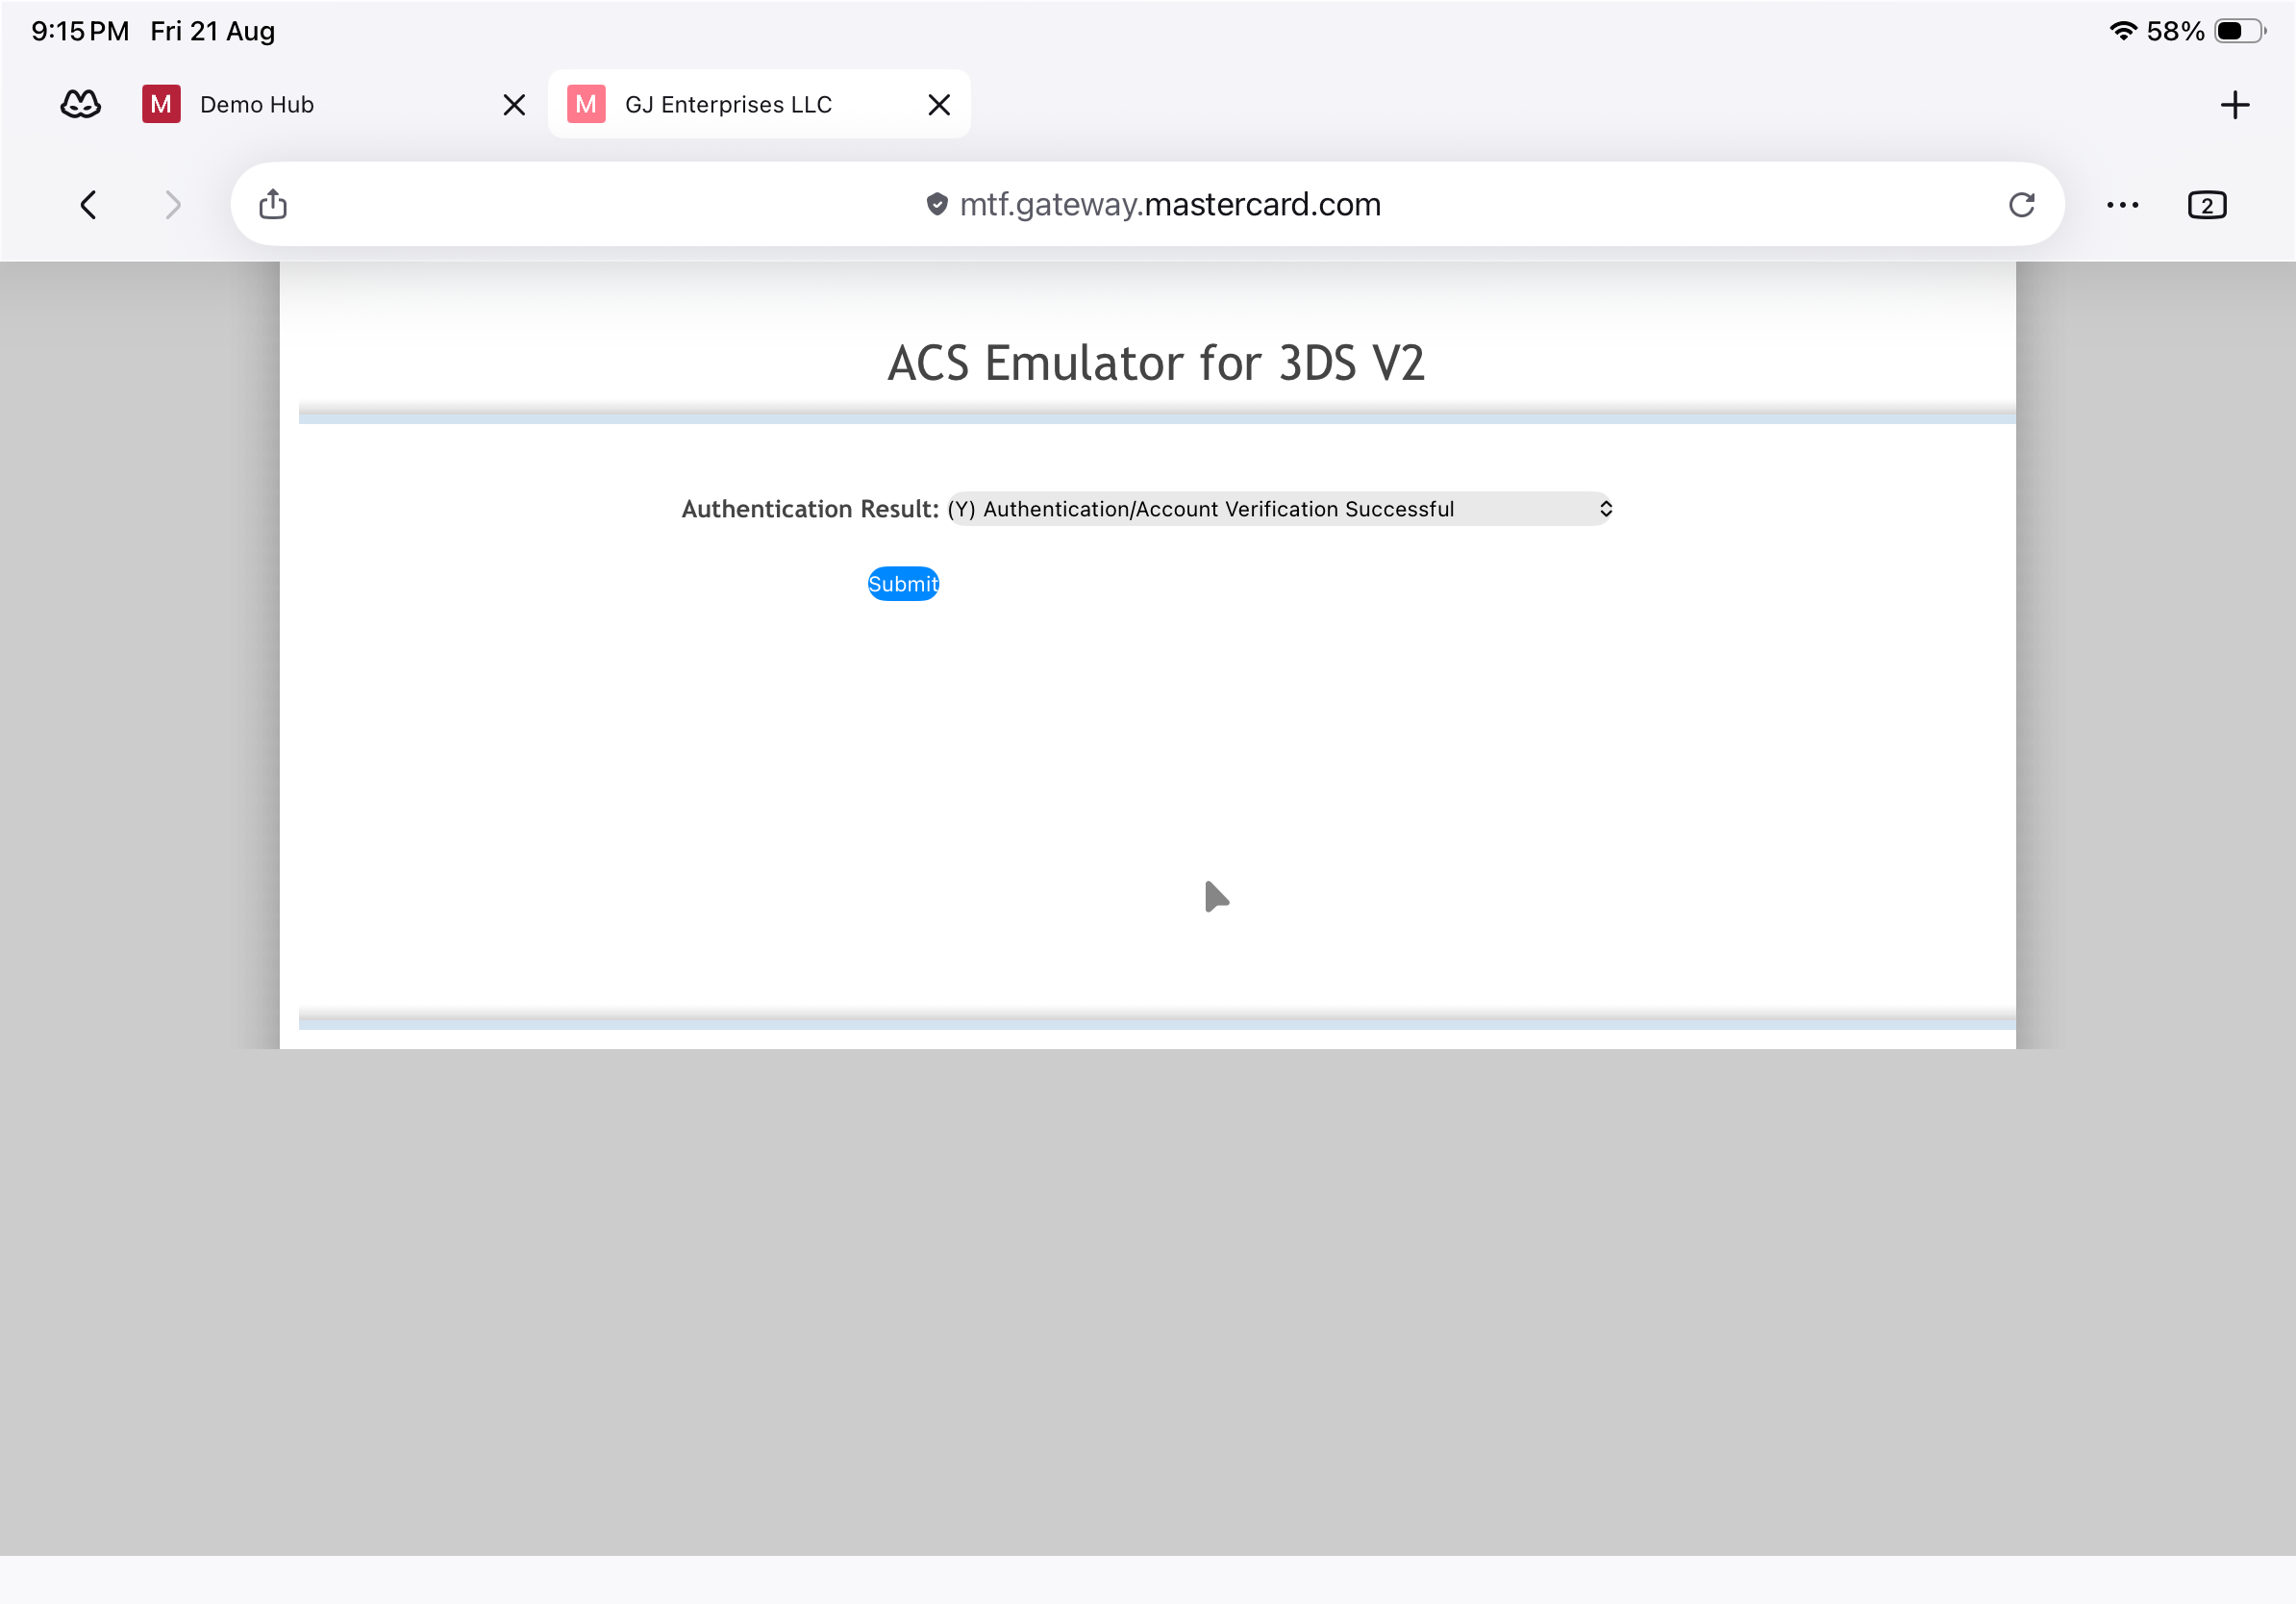 9:15 PM Fri 21 Aug 58%
M Demo Hub M GJ Enterprises LLC
mtf.gateway.mastercard.com 2
ACS Emulator for 3DS V2
Authentication Result: (Y) Authentication/Account Verification Successful
Submit